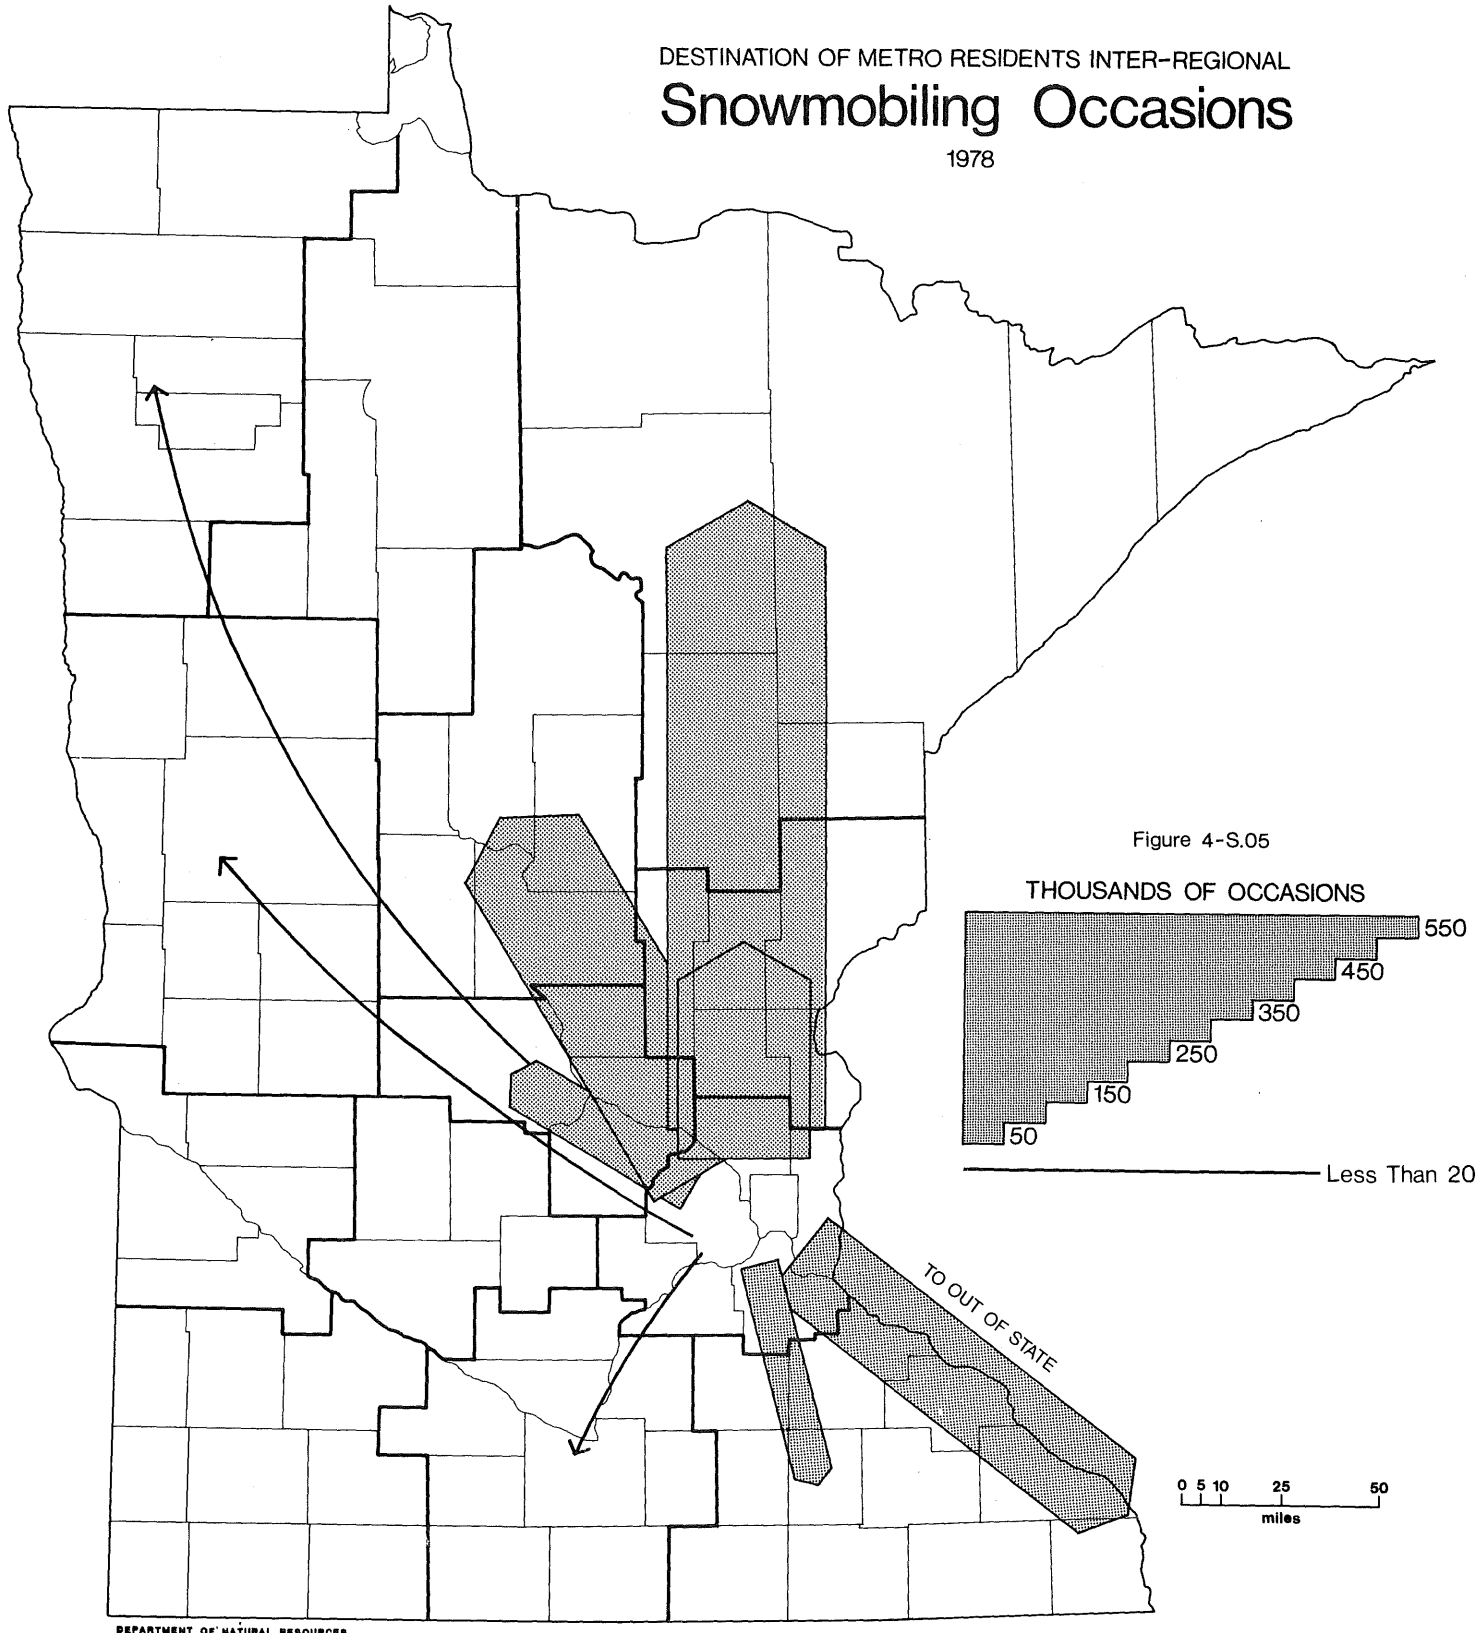 DESTINATION OF METRO RESIDENTS INTER-REGIONAL
Snowmobiling Occasions
1978
Figure 4-S.05
THOUSANDS OF OCCASIONS
550
450
350
250
150
50
Less Than 20
TO OUT OF STATE
0 5 10 25 50
miles
DEPARTMENT OF NATURAL RESOURCES